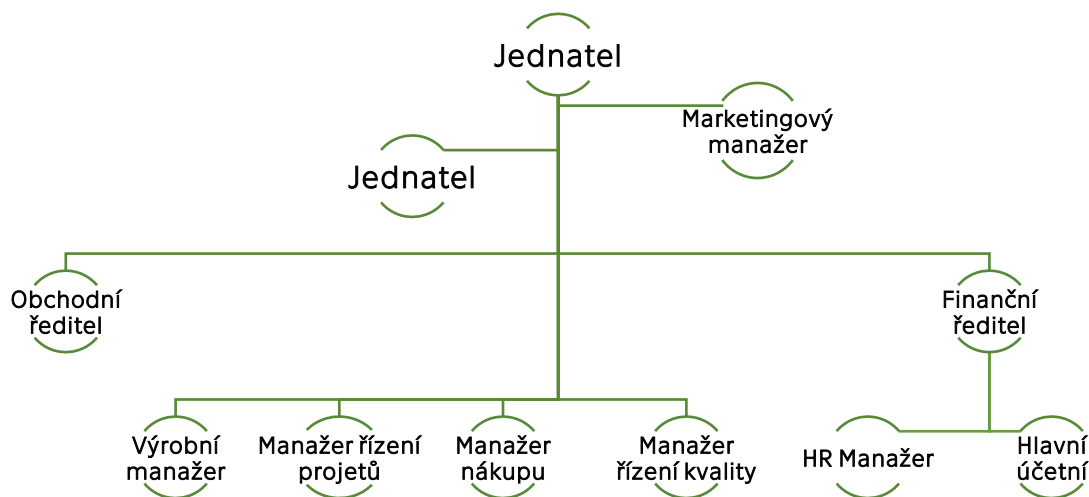 Jednatel
Marketingový
manažer
Jednatel
Obchodní
ředitel
Finanční
ředitel
Výrobní
manažer
Manažer řízení
projetů
Manažer
nákupu
Manažer
řízení kvality
HR Manažer
Hlavní
účetní